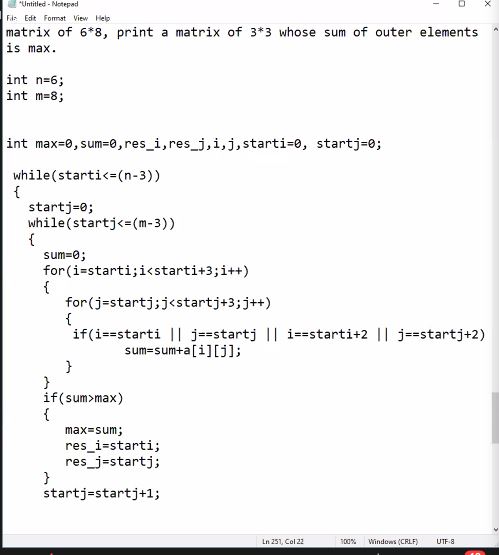 *Untitled - Notepad
File Edit Format View Help
matrix of 6*8, print a matrix of 3*3 whose sum of outer elements
is max.
int n=6;
int m=8;
int max=0,sum=0,res_i,res_j,i,j,starti=0, startj=0;
while(starti<=(n-3))
{
startj=0;
while(startj<=(m-3))
{
sum=0;
for(i=starti;i<starti+3;i++)
{
for(j=startj;j<startj+3;j++)
{
if(i==starti || j==startj || i==starti+2 || j==startj+2)
sum=sum+a[i][j];
}
}
if(sum>max)
{
max=sum;
res_i=starti;
res_j=startj;
}
startj=startj+1;
Ln 251, Col 22 100% Windows (CRLF) UTF-8